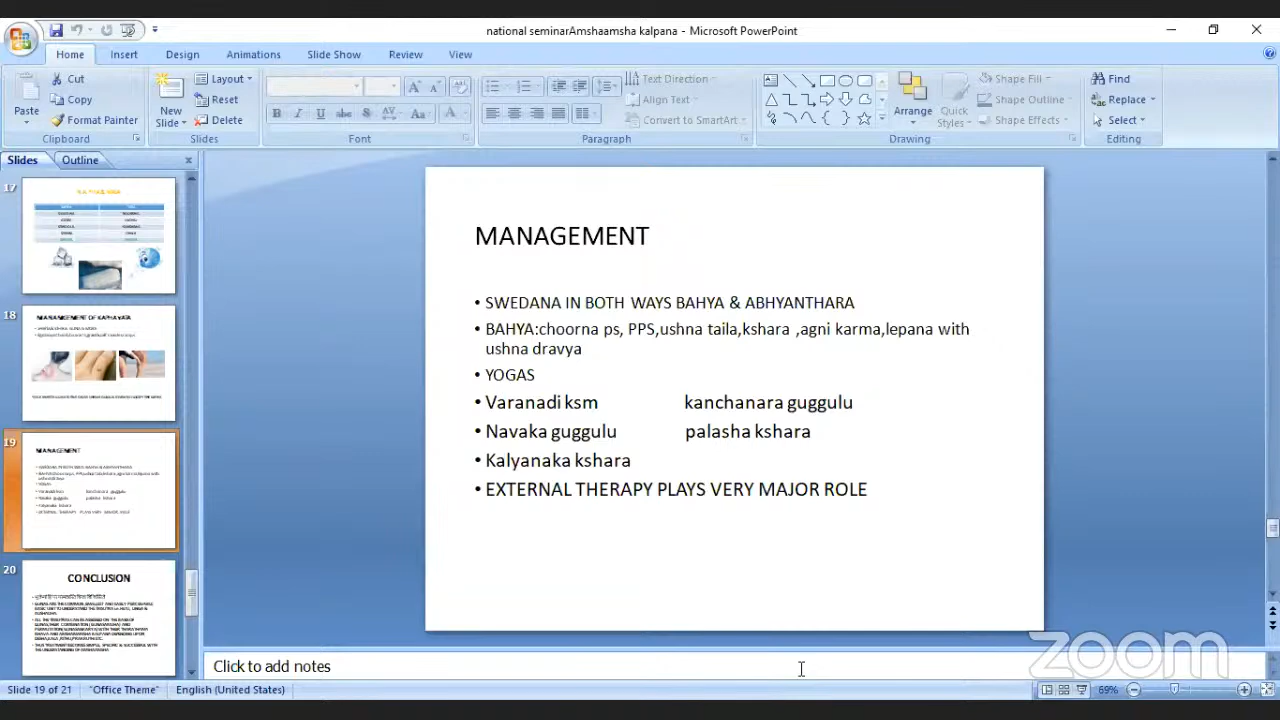 national seminarAmshaamsha kalpana - Microsoft PowerPoint
Home Insert Design Animations Slide Show Review View
Paste
Cut
Copy
Format Painter
Clipboard
New
Slide
Layout
Reset
Delete
Slides
Font
Paragraph
Text Direction
Align Text
Convert to SmartArt
Arrange
Quick
Styles
Shape Fill
Shape Outline
Shape Effects
Drawing
Find
Replace
Select
Editing
Slides Outline
17
18
19
MANAGEMENT
20
CONCLUSION
MANAGEMENT
• SWEDANA IN BOTH WAYS BAHYA & ABHYANTHARA
• BAHYA:choorna ps, PPS,ushna taila,kshara ,agni karma,lepana with
ushna dravya
• YOGAS
• Varanadi ksm kanchanara guggulu
• Navaka guggulu palasha kshara
• Kalyanaka kshara
• EXTERNAL THERAPY PLAYS VERY MAJOR ROLE
Click to add notes
zoom
Slide 19 of 21 "Office Theme" English (United States) 69%